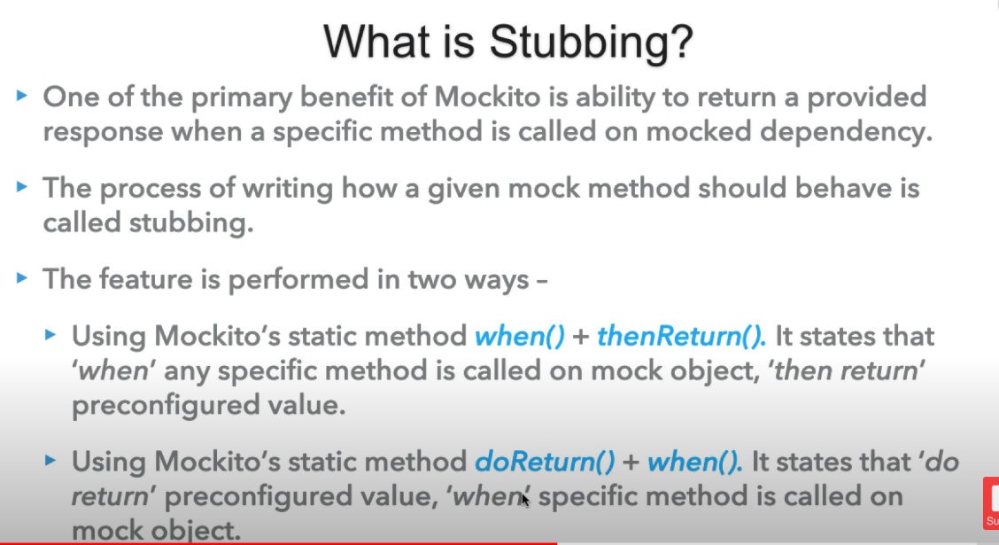 What is Stubbing?
One of the primary benefit of Mockito is ability to return a provided
response when a specific method is called on mocked dependency.
The process of writing how a given mock method should behave is
called stubbing.
The feature is performed in two ways –
Using Mockito’s static method when() + thenReturn(). It states that
‘when’ any specific method is called on mock object, ‘then return’
preconfigured value.
Using Mockito’s static method doReturn() + when(). It states that ‘do
return’ preconfigured value, ‘when’ specific method is called on
mock object.
Su